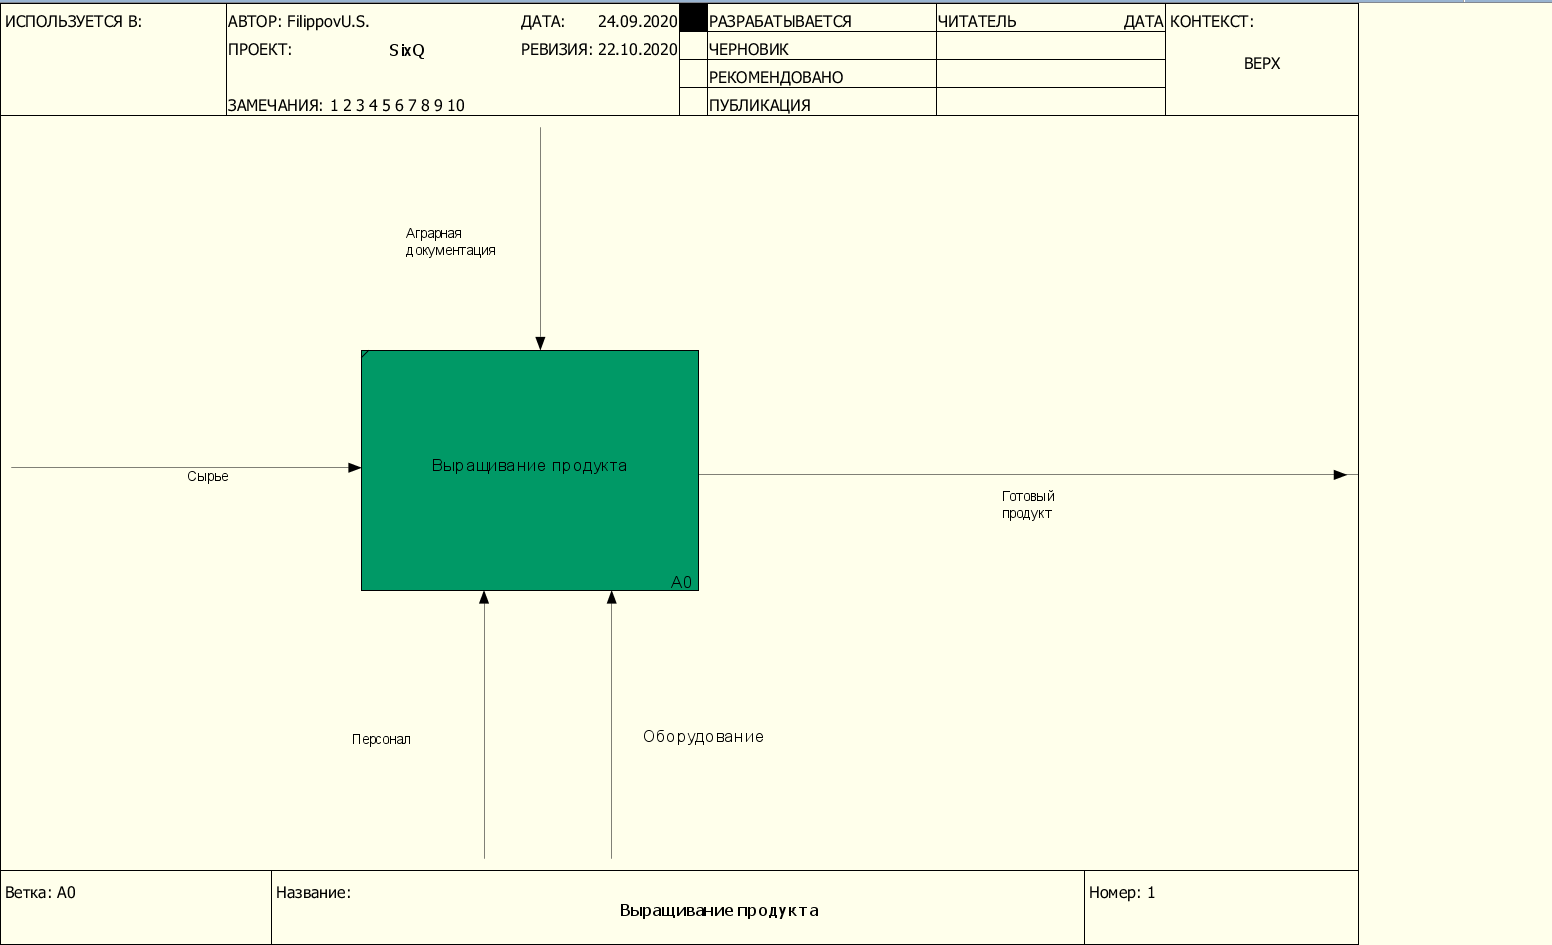 ИСПОЛЬЗУЕТСЯ В:
АВТОР: FilippovU.S.
ДАТА: 24.09.2020
ПРОЕКТ: SixQ
РЕВИЗИЯ: 22.10.2020
ЗАМЕЧАНИЯ: 1 2 3 4 5 6 7 8 9 10
РАЗРАБАТЫВАЕТСЯ
ЧЕРНОВИК
РЕКОМЕНДОВАНО
ПУБЛИКАЦИЯ
ЧИТАТЕЛЬ ДАТА
КОНТЕКСТ:
ВЕРХ
Аграрная
документация
Выращивание продукта
A0
Сырье
Готовый
продукт
Персонал
Оборудование
Ветка: A0
Название:
Выращивание продукта
Номер: 1